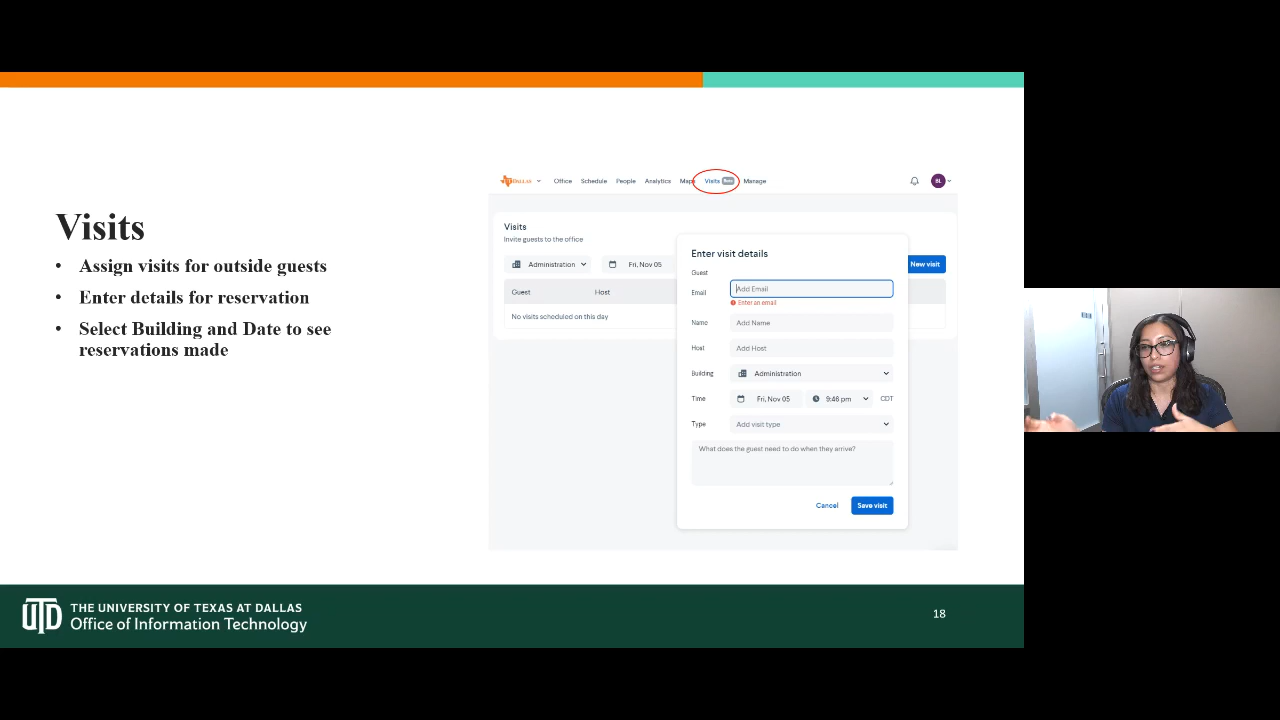 Visits
• Assign visits for outside guests
• Enter details for reservation
• Select Building and Date to see
reservations made
DALLAS
Office Schedule People Analytics Maps Visits Beta Manage
BL
Visits
Invite guests to the office
Administration
Fri, Nov 05
New visit
Guest Host
No visits scheduled on this day
Enter visit details
Guest
Email Add Email
Enter an email
Name Add Name
Host Add Host
Building Administration
Time Fri, Nov 05 9:46 pm CDT
Type Add visit type
What does the guest need to do when they arrive?
Cancel Save visit
UTD
THE UNIVERSITY OF TEXAS AT DALLAS
Office of Information Technology
18